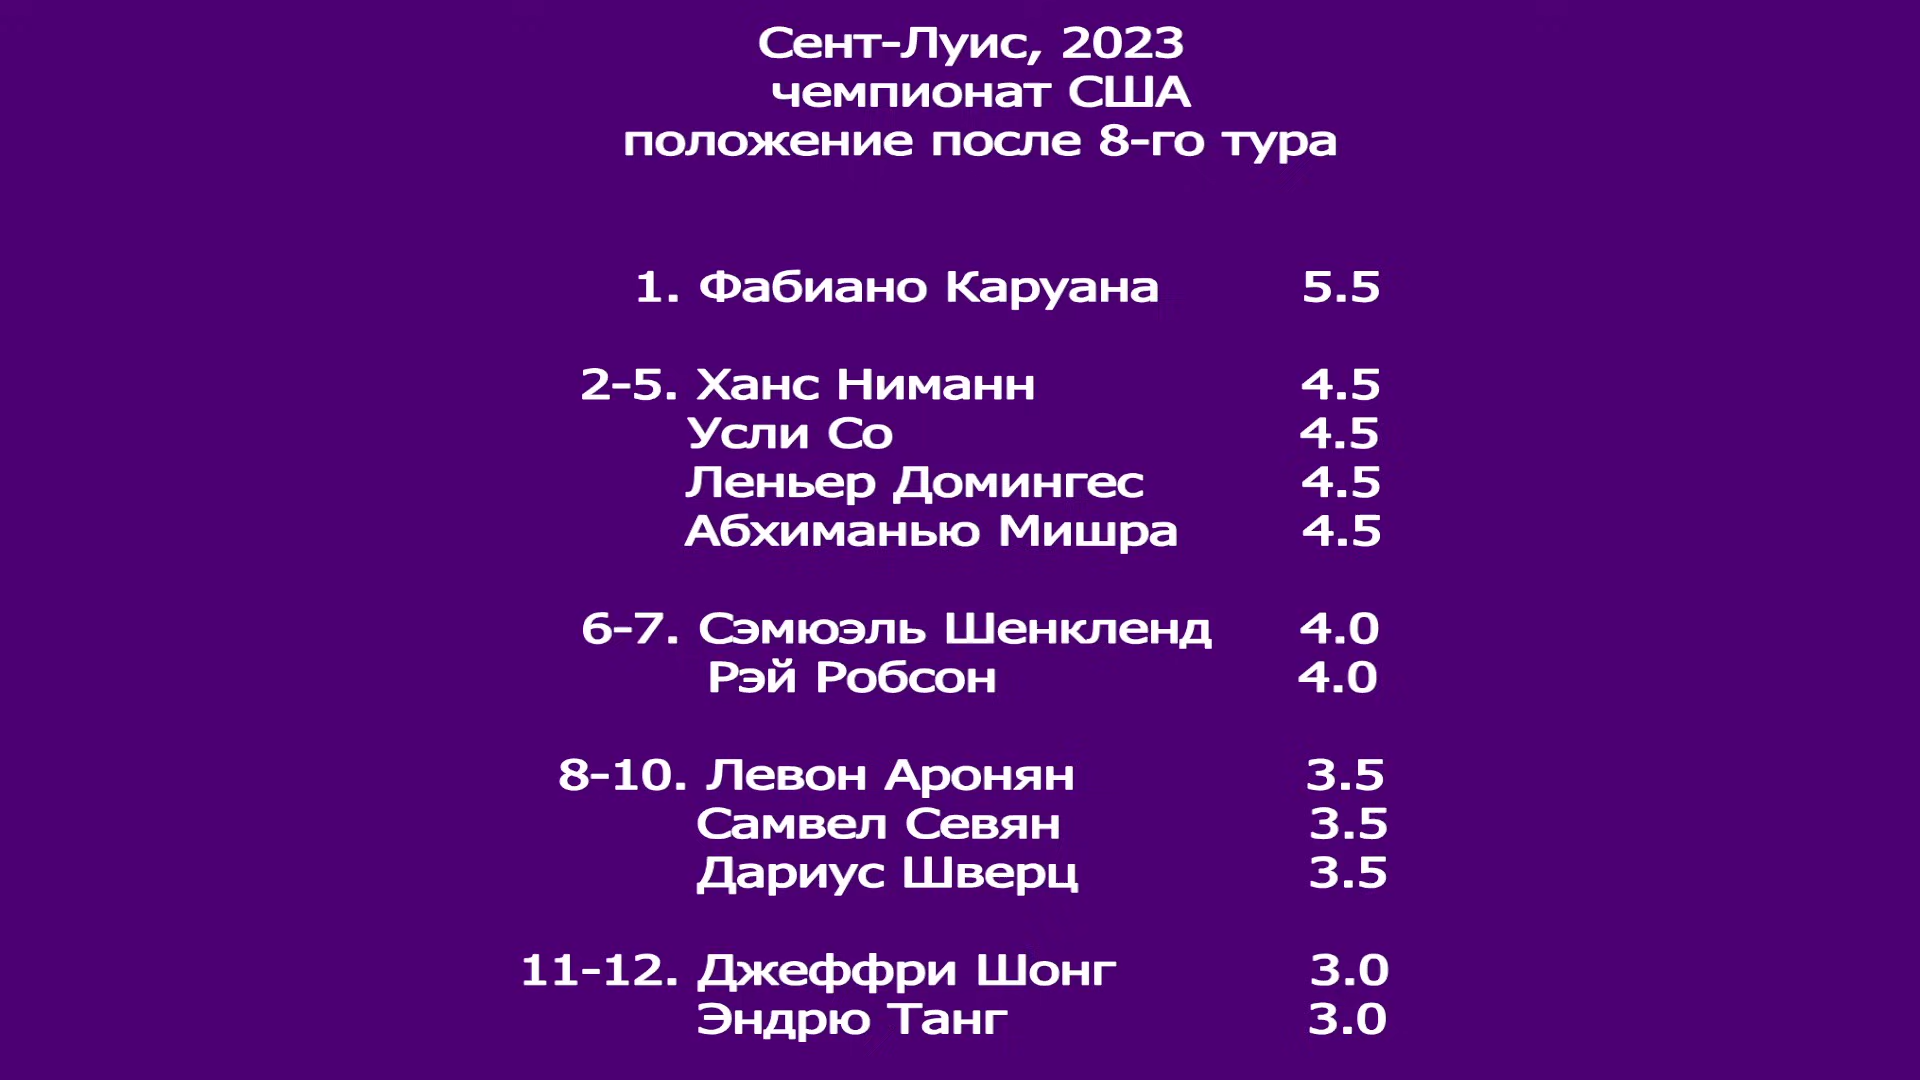 Сент-Луис, 2023
чемпионат США
положение после 8-го тура
1. Фабиано Каруана 5.5
2-5. Ханс Ниманн 4.5
Усли Со 4.5
Леньер Домингес 4.5
Абхиманью Мишра 4.5
6-7. Сэмюэль Шенкленд 4.0
Рэй Робсон 4.0
8-10. Левон Аронян 3.5
Самвел Севян 3.5
Дариус Шверц 3.5
11-12. Джеффри Шонг 3.0
Эндрю Танг 3.0